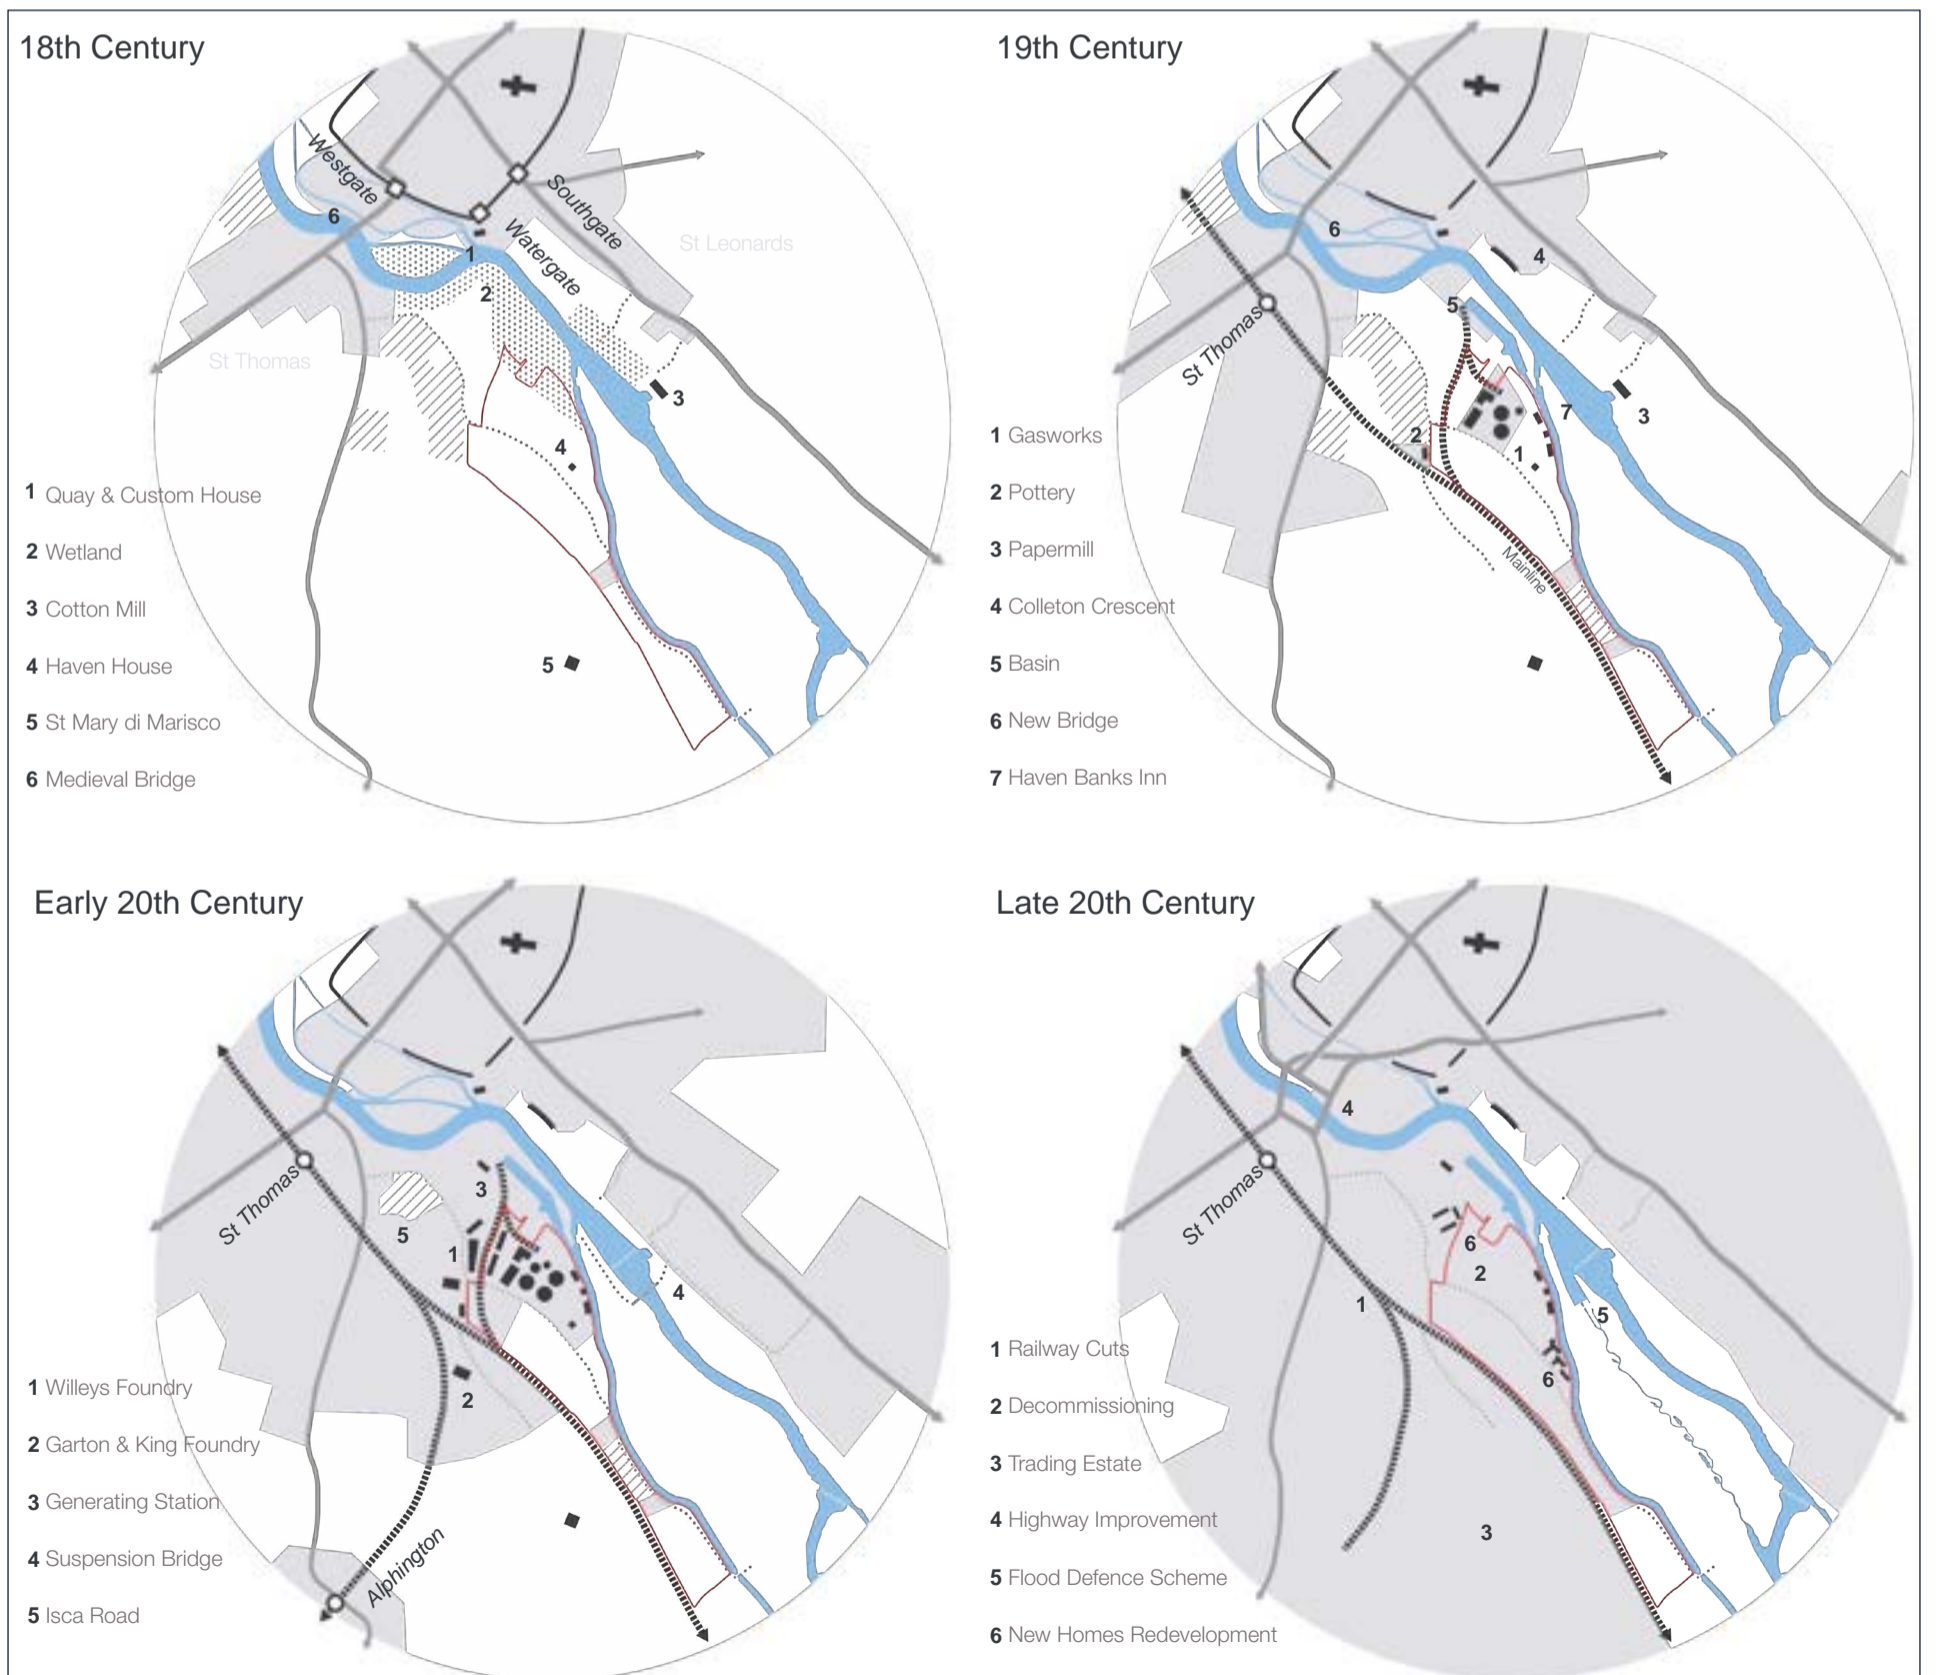 18th Century
Westgate
Southgate
Watergate
St Leonards
St Thomas
6
1
2
3
4
5
1 Quay & Custom House
2 Wetland
3 Cotton Mill
4 Haven House
5 St Mary di Marisco
6 Medieval Bridge
19th Century
6
4
5
St Thomas
7
3
2
1
Mainline
1 Gasworks
2 Pottery
3 Papermill
4 Colleton Crescent
5 Basin
6 New Bridge
7 Haven Banks Inn
Early 20th Century
St Thomas
3
5
1
4
2
Alphington
1 Willeys Foundry
2 Garton & King Foundry
3 Generating Station
4 Suspension Bridge
5 Isca Road
Late 20th Century
4
St Thomas
6
2
1
5
6
3
1 Railway Cuts
2 Decommissioning
3 Trading Estate
4 Highway Improvement
5 Flood Defence Scheme
6 New Homes Redevelopment